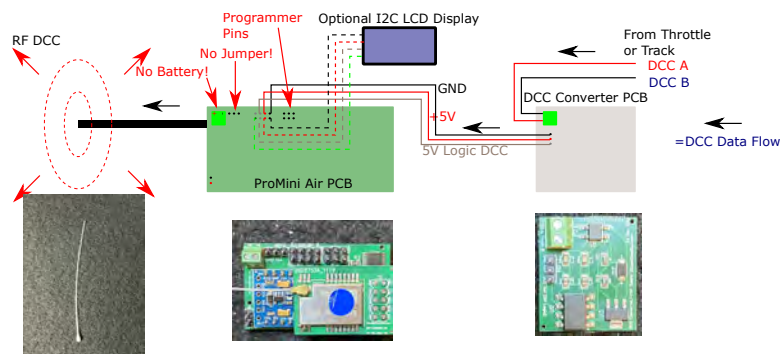 Programmer
Pins
Optional I2C LCD Display
RF DCC
No Jumper!
From Throttle
or Track
DCC A
DCC B
No Battery!
GND
DCC Converter PCB
+5V
5V Logic DCC
=DCC Data Flow
ProMini Air PCB